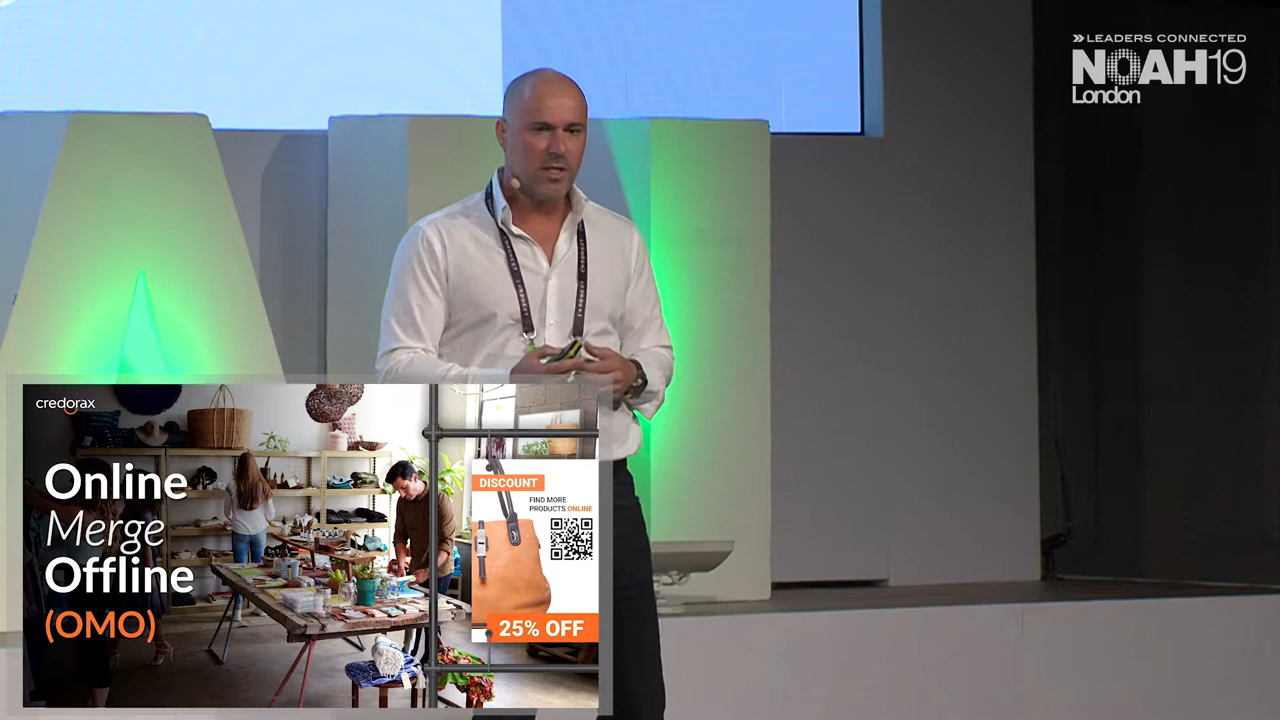 LEADERS CONNECTED
NOAH19
London
credorax
Online
Merge
Offline
(OMO)
DISCOUNT
FIND MORE
PRODUCTS ONLINE
25% OFF